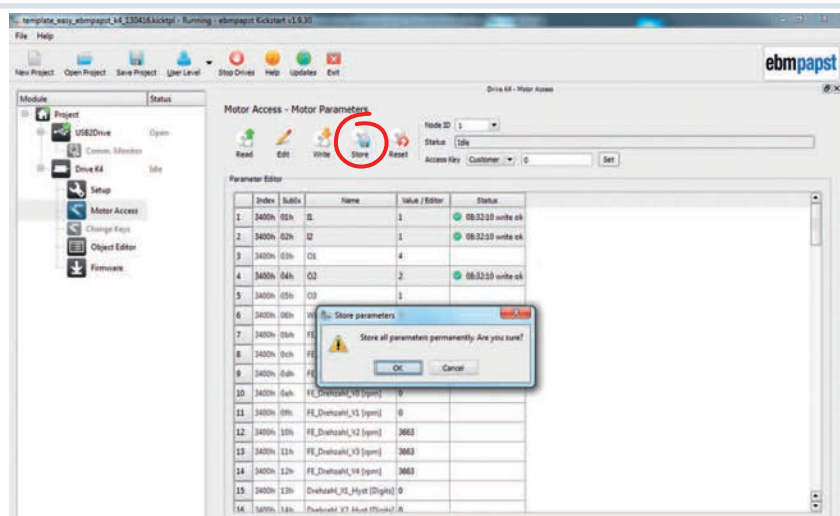 template_easy_ebmpapst_k4_130416.kicktpl - Running - ebmpapst Kickstart v1.9.30
File Help
New Project Open Project Save Project User Level Stop Drives Help Updates Exit
ebmpapst
Drive K4 - Motor Access
Module Status
Project
USB2Drive Open
Comm. Monitor
Drive K4 Idle
Setup
Motor Access
Change Keys
Object Editor
Firmware
Motor Access - Motor Parameters
Read Edit Write Store Reset
Node ID 1
Status Idle
Access Key Customer 0 Set
Parameter Editor
Index SubIx Name Value / Editor Status
1 3400h 01h I1 1 08:32:10 write ok
2 3400h 02h I2 1 08:32:10 write ok
3 3400h 03h O1 4
4 3400h 04h O2 2 08:32:10 write ok
5 3400h 05h O3 1
6 3400h 06h
7 3400h 0bh FE
8 3400h 0ch FE
9 3400h 0dh FE
10 3400h 0eh FE_Drehzahl_V0 [rpm] 0
11 3400h 0fh FE_Drehzahl_V1 [rpm] 0
12 3400h 10h FE_Drehzahl_V2 [rpm] 3663
13 3400h 11h FE_Drehzahl_V3 [rpm] 3663
14 3400h 12h FE_Drehzahl_V4 [rpm] 3663
15 3400h 13h Drehzahl_X1_Hyst [Digits] 0
16 3400h 14h Drehzahl_X2_Hyst [Digits] 0
Store parameters
Store all parameters permanently. Are you sure?
OK Cancel